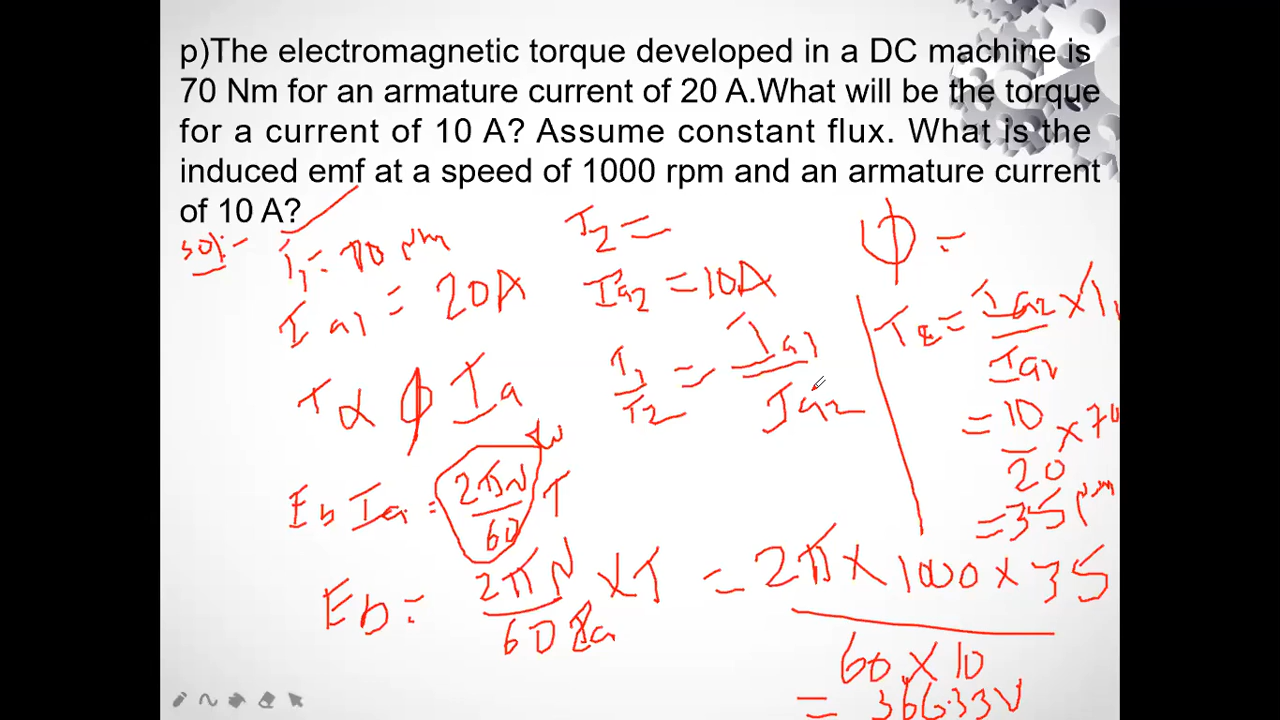 p)The electromagnetic torque developed in a DC machine is
70 Nm for an armature current of 20 A.What will be the torque
for a current of 10 A? Assume constant flux. What is the
induced emf at a speed of 1000 rpm and an armature current
of 10 A?
Sol:-
T1 = 70 Nm
T2 =
ϕ =
Ia1 = 20A
Ia2 = 10A
T α ϕ Ia
T1/T2 = Ia1/Ia2
= 10/20 × 70
= 35 Nm
Eb Ia = 2πN/60 T
Eb = 2πN/60 Ia × T = 2π × 1000 × 35 / 60 × 10
= 366.33V